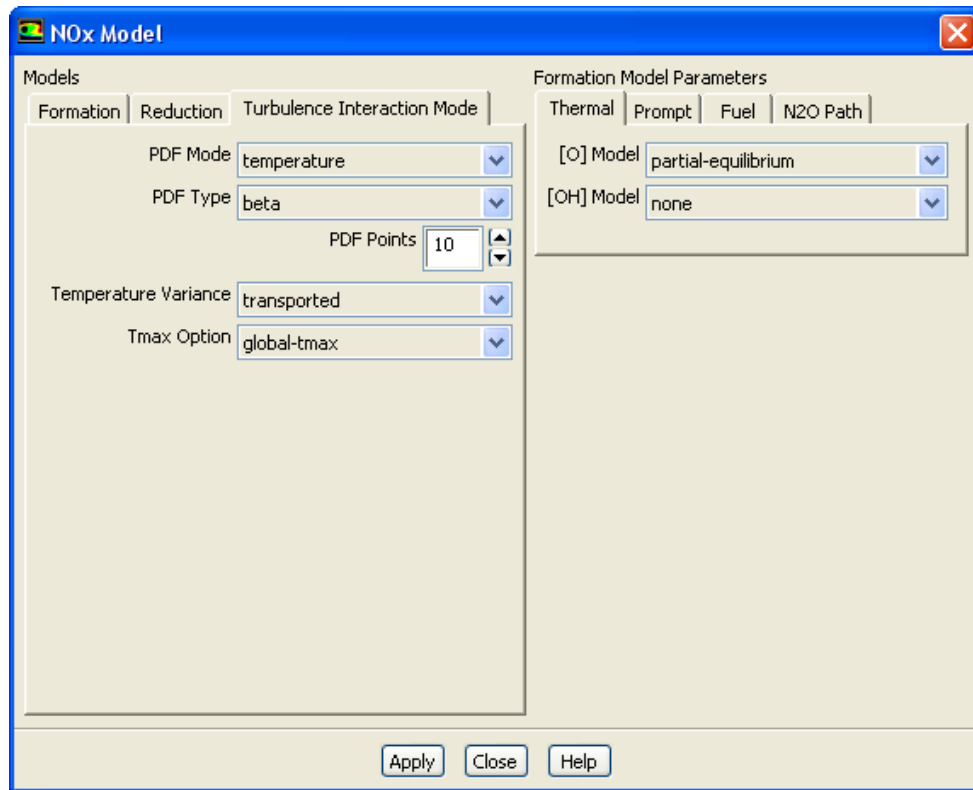 NOx Model
Models
Formation Reduction Turbulence Interaction Mode
PDF Mode temperature
PDF Type beta
PDF Points 10
Temperature Variance transported
Tmax Option global-tmax
Formation Model Parameters
Thermal Prompt Fuel N2O Path
[O] Model partial-equilibrium
[OH] Model none
Apply Close Help